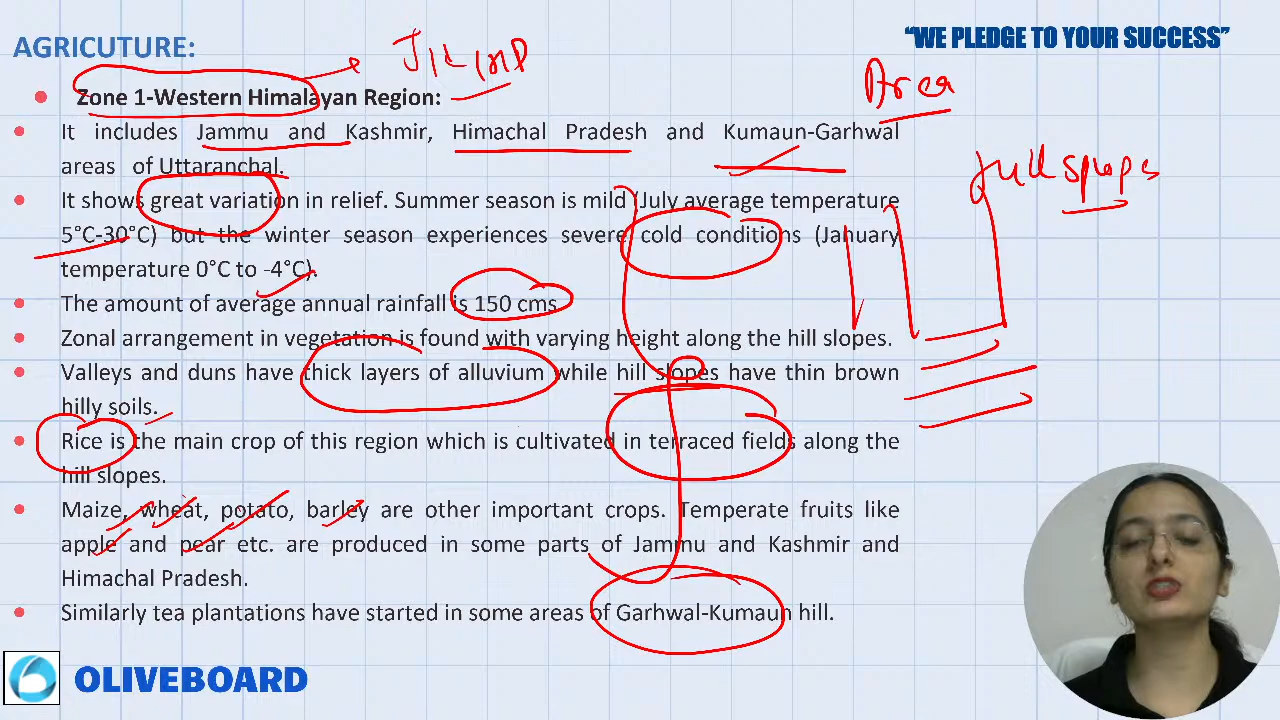 AGRICUTURE:
"WE PLEDGE TO YOUR SUCCESS"
Area
Zone 1-Western Himalayan Region:
It includes Jammu and Kashmir, Himachal Pradesh and Kumaun-Garhwal
areas of Uttaranchal.
It shows great variation in relief. Summer season is mild (July average temperature
5°C-30°C) but the winter season experiences severe cold conditions (January
temperature 0°C to -4°C).
The amount of average annual rainfall is 150 cms.
Zonal arrangement in vegetation is found with varying height along the hill slopes.
Valleys and duns have thick layers of alluvium while hill slopes have thin brown
hilly soils.
Rice is the main crop of this region which is cultivated in terraced fields along the
hill slopes.
Maize, wheat, potato, barley are other important crops. Temperate fruits like
apple and pear etc. are produced in some parts of Jammu and Kashmir and
Himachal Pradesh.
Similarly tea plantations have started in some areas of Garhwal-Kumaun hill.
OLIVEBOARD